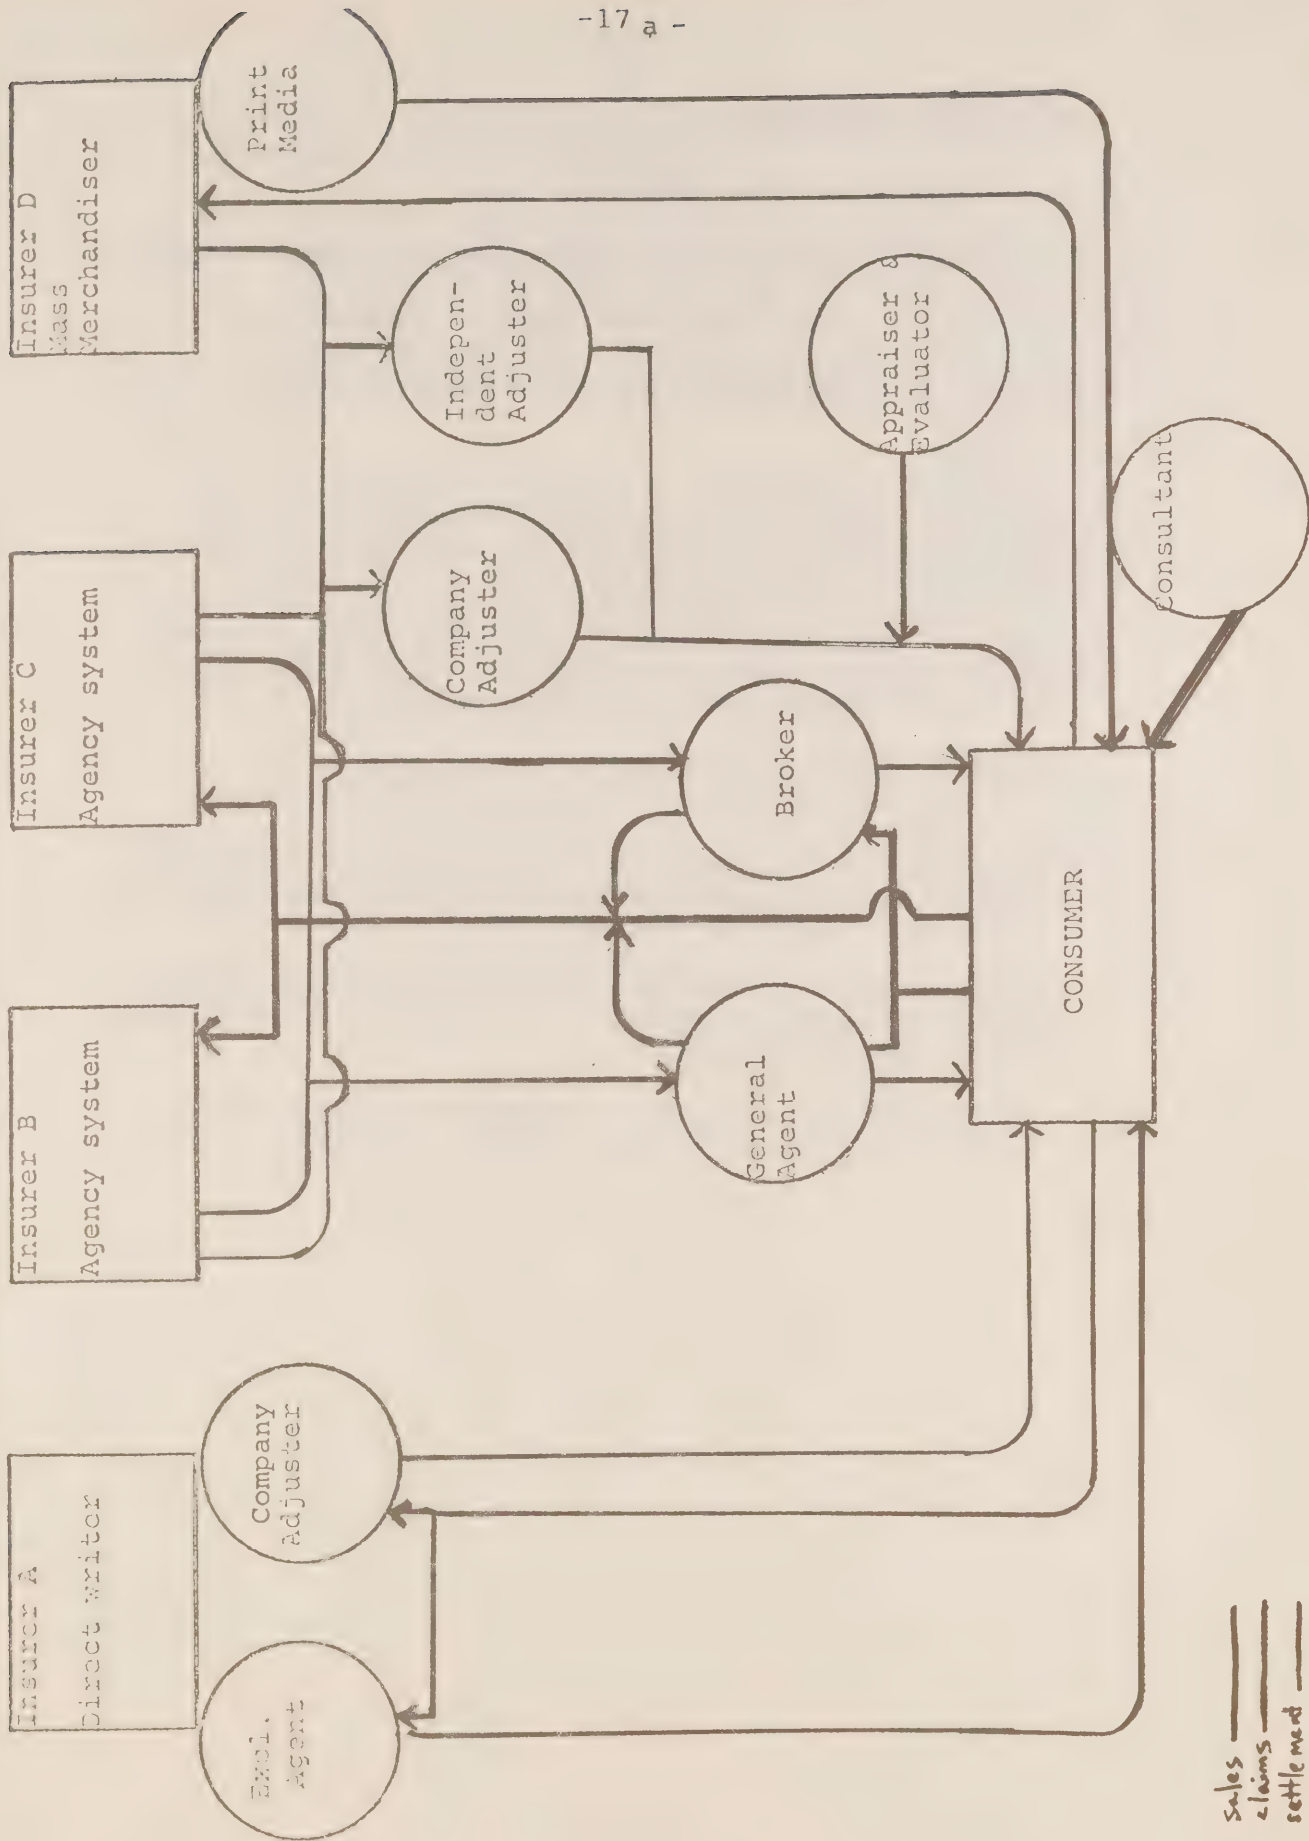 -17 a -
Insurer A
Direct writer
Excl.
Agent
Company
Adjuster
Insurer B
Agency system
Insurer C
Agency system
Insurer D
Mass
Merchandiser
Print
Media
Company
Adjuster
Indepen-
dent
Adjuster
General
Agent
Broker
Appraiser &
Evaluator
CONSUMER
Consultant
sales
claims
settlement